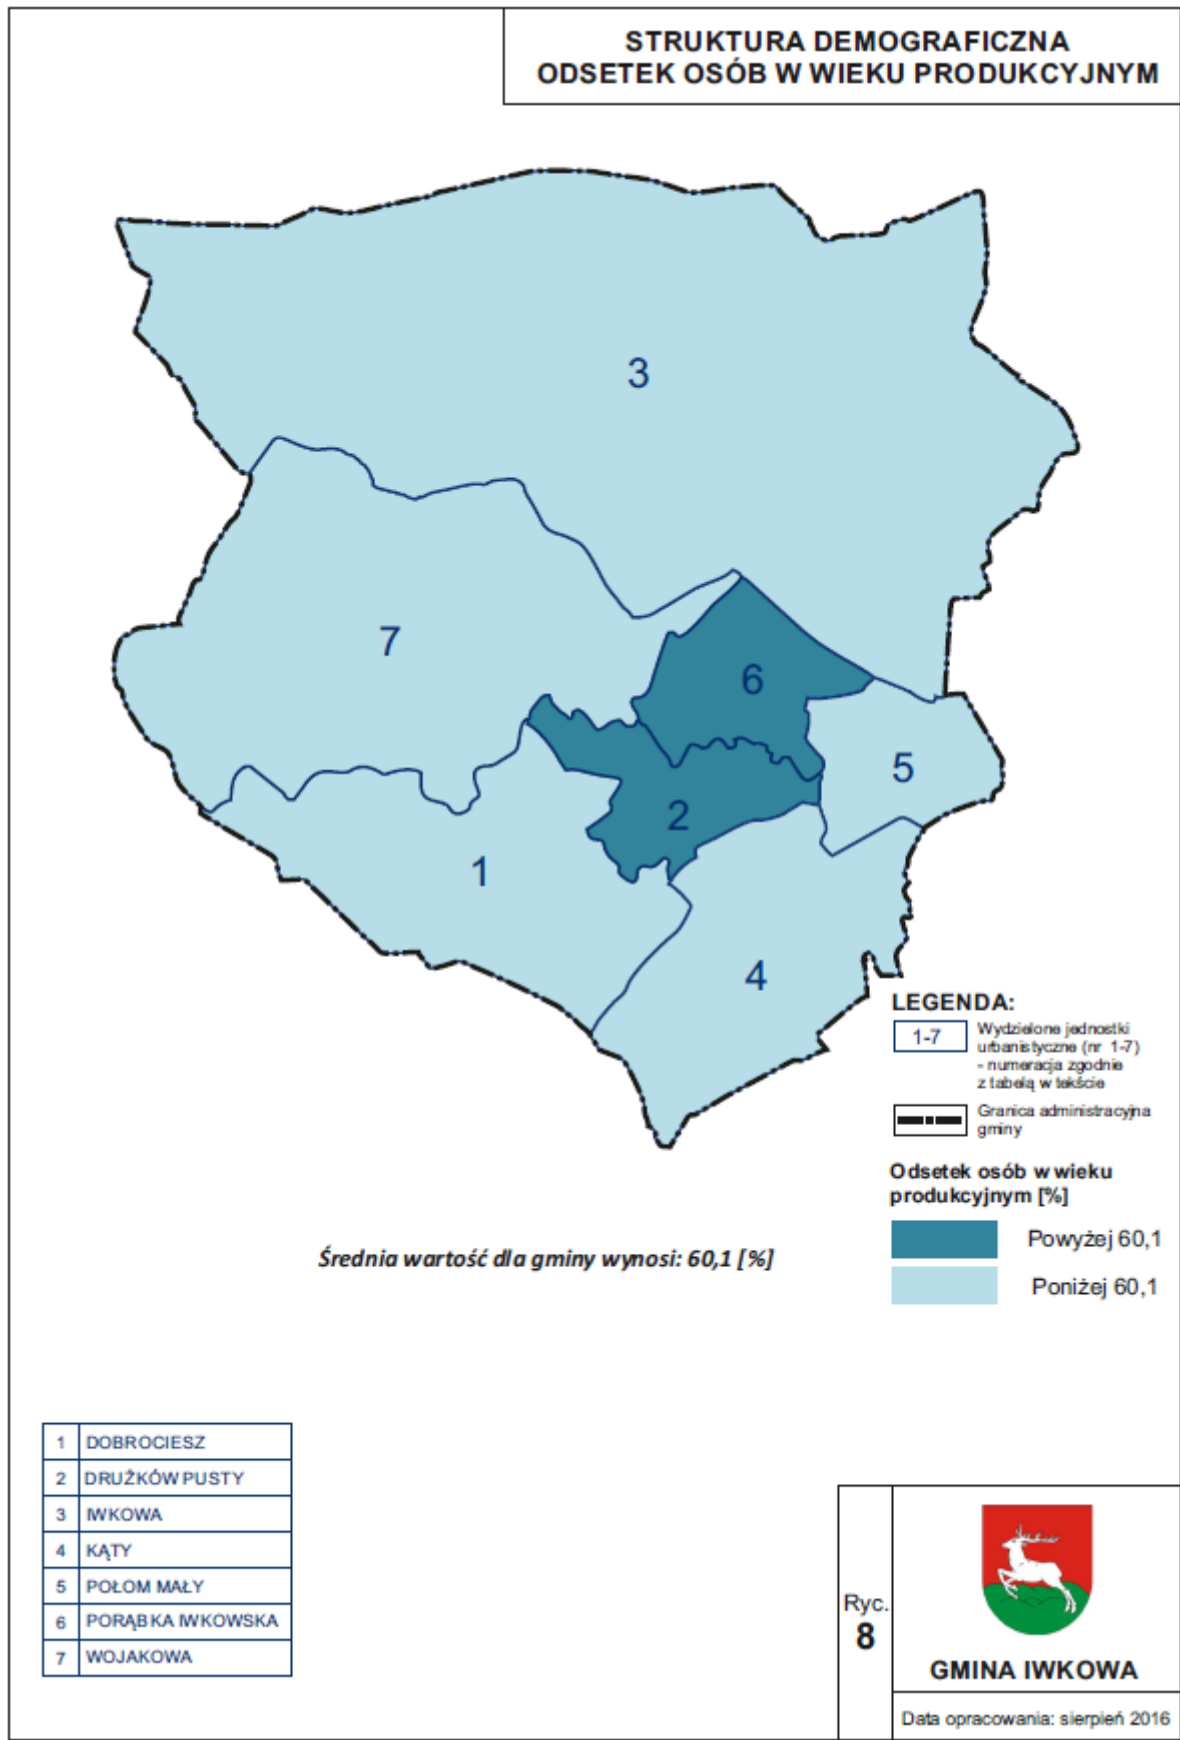 STRUKTURA DEMOGRAFICZNA
ODSETEK OSÓB W WIEKU PRODUKCYJNYM
3
7
6
5
2
1
4
LEGENDA:
1-7 Wydzielone jednostki
urbanistyczne (nr 1-7)
- numeracja zgodnie
z tabelą w tekście
Granica administracyjna
gminy
Odsetek osób w wieku
produkcyjnym [%]
Powyżej 60,1
Poniżej 60,1
Średnia wartość dla gminy wynosi: 60,1 [%]
1 DOBROCIESZ
2 DRUŻKÓW PUSTY
3 IWKOWA
4 KĄTY
5 POŁOM MAŁY
6 PORĄBKA IWKOWSKA
7 WOJAKOWA
Ryc.
8
GMINA IWKOWA
Data opracowania: sierpień 2016